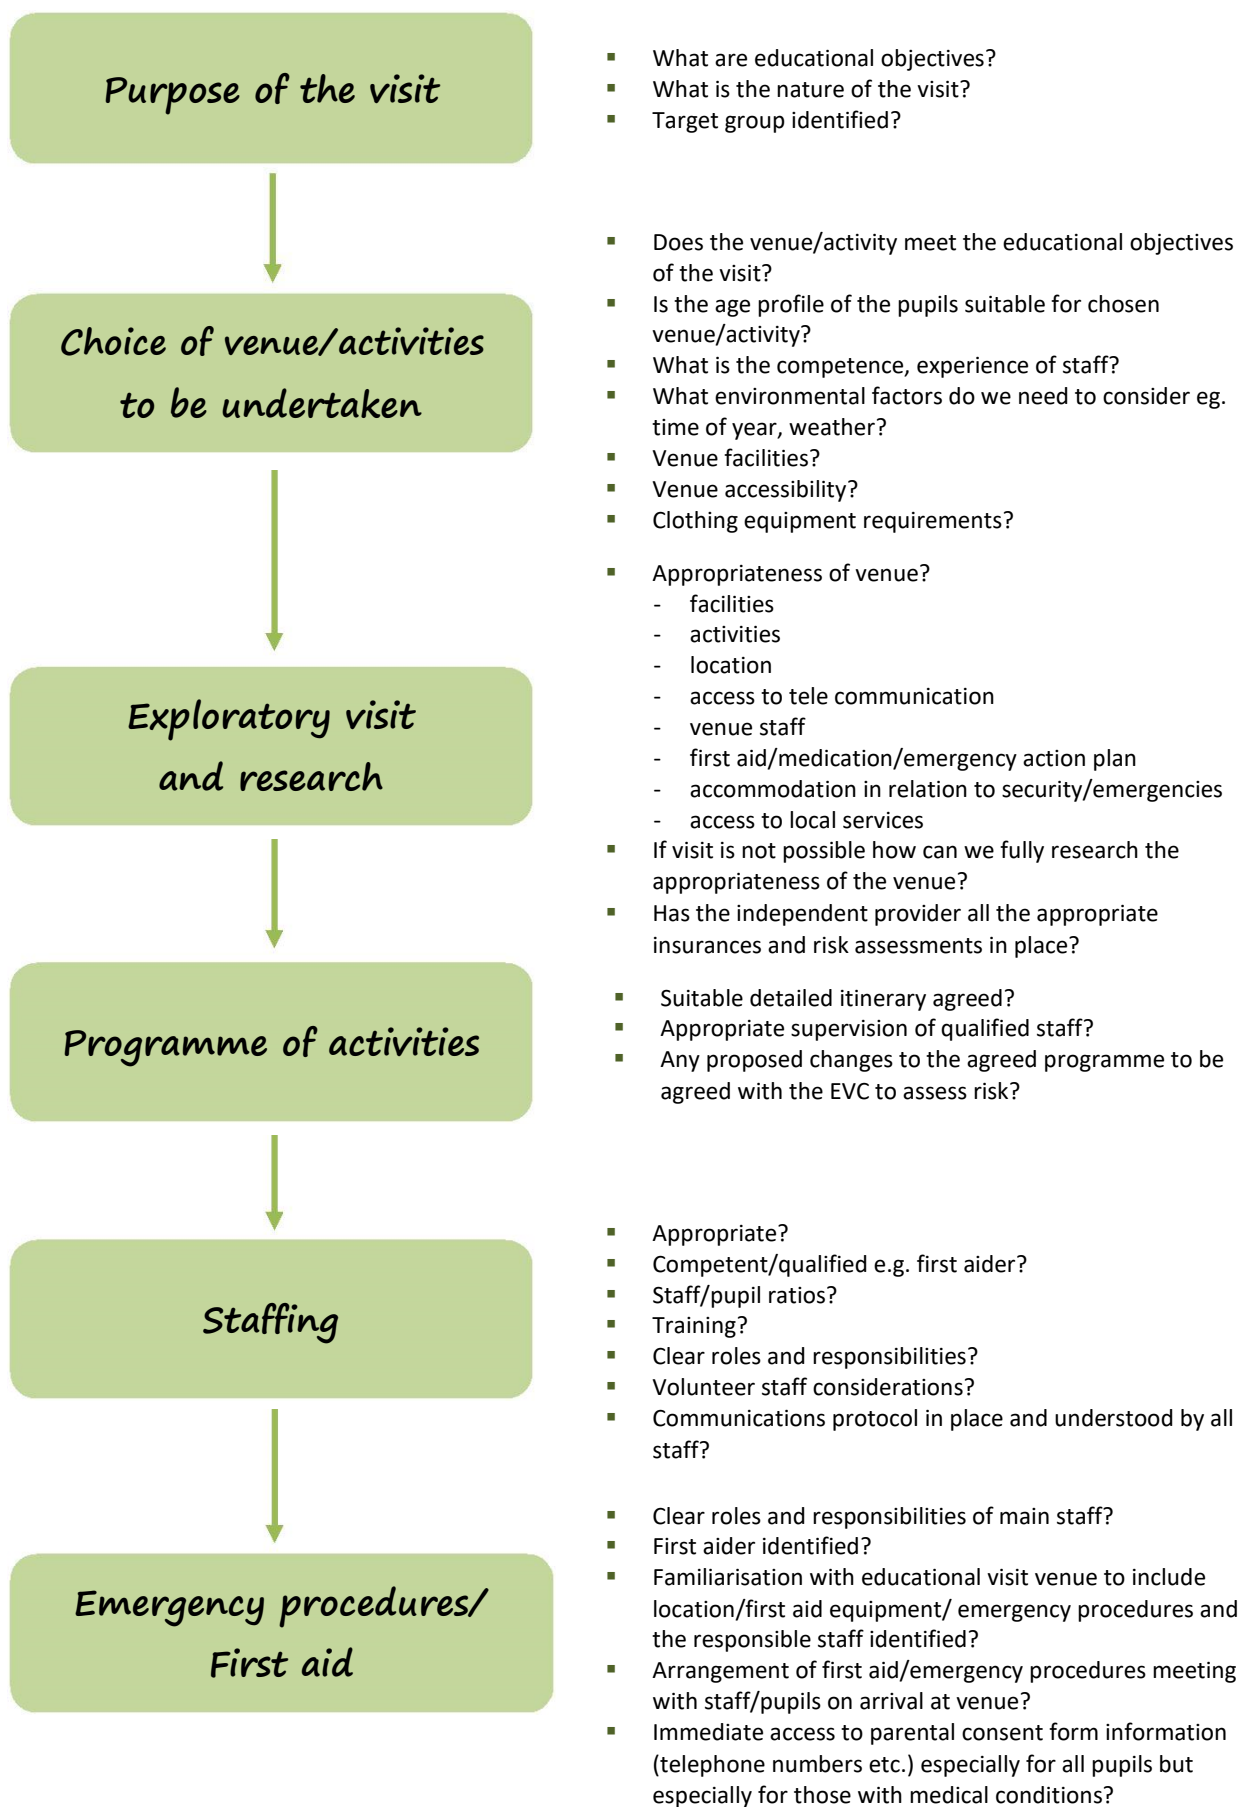 Purpose of the visit
▪ What are educational objectives?
▪ What is the nature of the visit?
▪ Target group identified?
Choice of venue/activities
to be undertaken
▪ Does the venue/activity meet the educational objectives
of the visit?
▪ Is the age profile of the pupils suitable for chosen
venue/activity?
▪ What is the competence, experience of staff?
▪ What environmental factors do we need to consider eg.
time of year, weather?
▪ Venue facilities?
▪ Venue accessibility?
▪ Clothing equipment requirements?
Exploratory visit
and research
▪ Appropriateness of venue?
- facilities
- activities
- location
- access to tele communication
- venue staff
- first aid/medication/emergency action plan
- accommodation in relation to security/emergencies
- access to local services
▪ If visit is not possible how can we fully research the
appropriateness of the venue?
▪ Has the independent provider all the appropriate
insurances and risk assessments in place?
Programme of activities
▪ Suitable detailed itinerary agreed?
▪ Appropriate supervision of qualified staff?
▪ Any proposed changes to the agreed programme to be
agreed with the EVC to assess risk?
Staffing
▪ Appropriate?
▪ Competent/qualified e.g. first aider?
▪ Staff/pupil ratios?
▪ Training?
▪ Clear roles and responsibilities?
▪ Volunteer staff considerations?
▪ Communications protocol in place and understood by all
staff?
Emergency procedures/
First aid
▪ Clear roles and responsibilities of main staff?
▪ First aider identified?
▪ Familiarisation with educational visit venue to include
location/first aid equipment/ emergency procedures and
the responsible staff identified?
▪ Arrangement of first aid/emergency procedures meeting
with staff/pupils on arrival at venue?
▪ Immediate access to parental consent form information
(telephone numbers etc.) especially for all pupils but
especially for those with medical conditions?